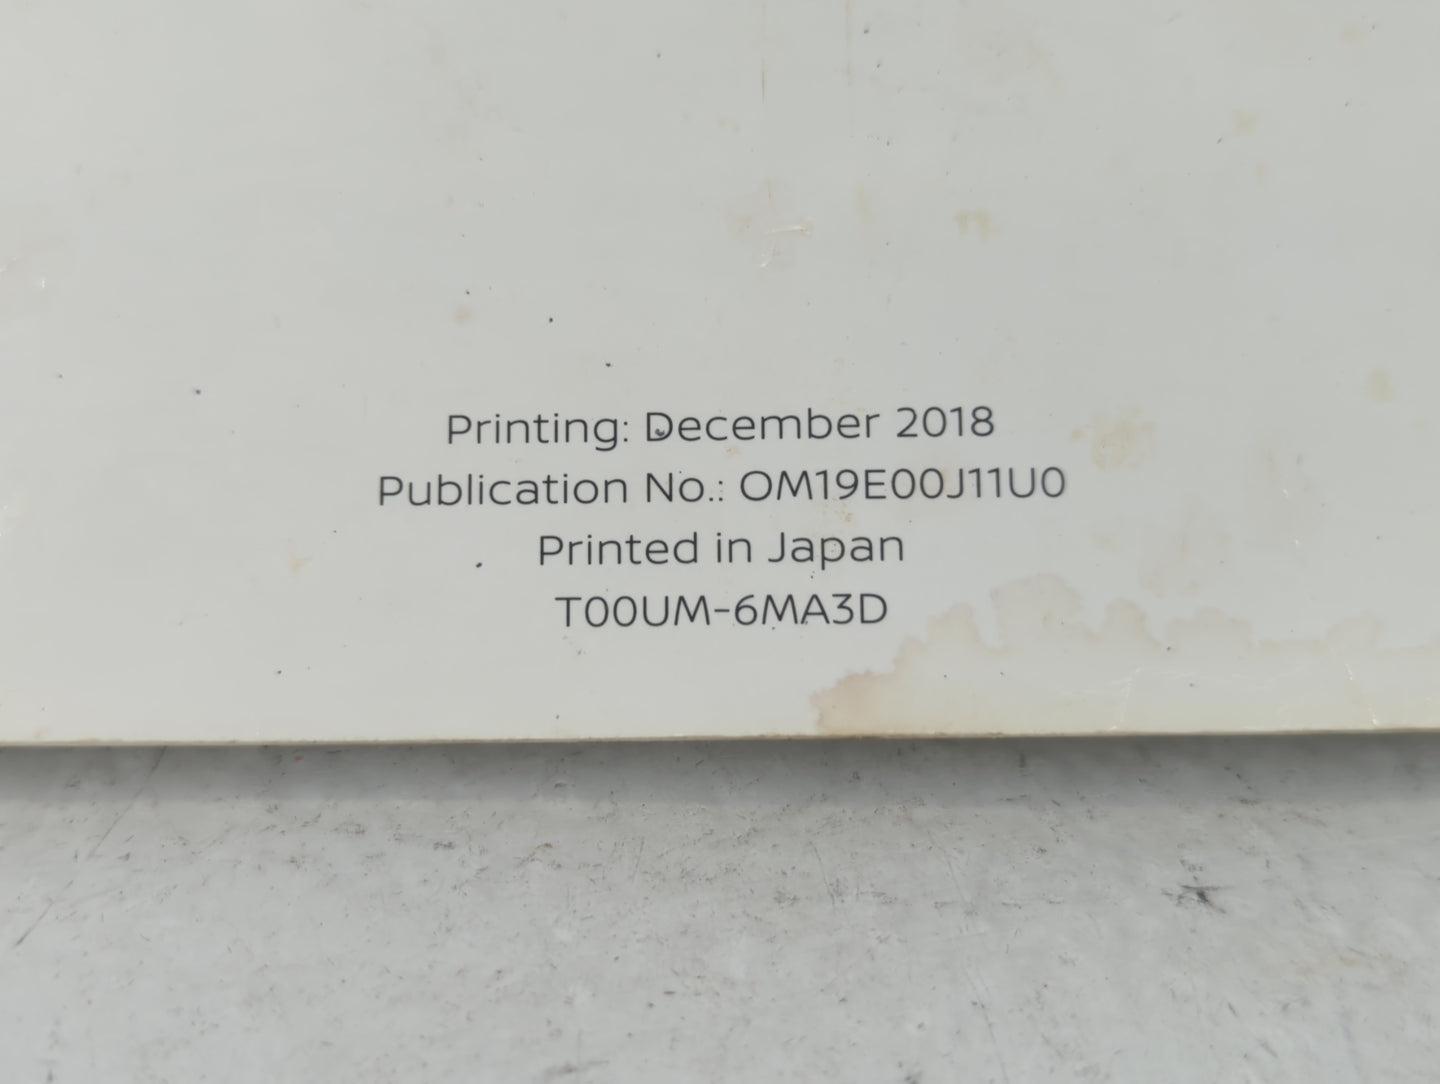 Printing: December 2018
Publication No.: OM19E00J11U0
Printed in Japan
T00UM-6MA3D